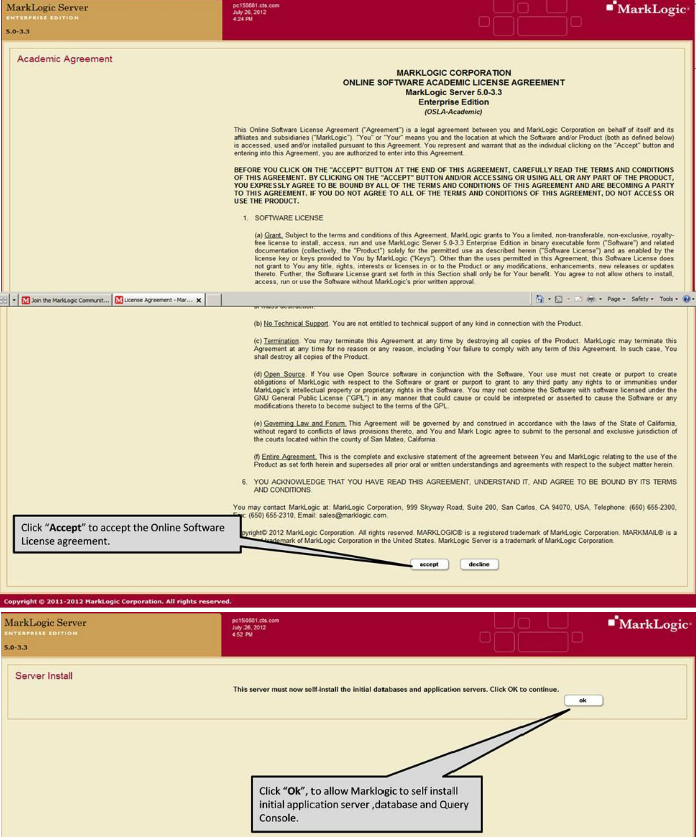 MarkLogic Server
ENTERPRISE EDITION
5.0-3.3
pc150681.cts.com
July 26, 2012
4:24 PM
MarkLogic
Academic Agreement
MARKLOGIC CORPORATION
ONLINE SOFTWARE ACADEMIC LICENSE AGREEMENT
MarkLogic Server 5.0-3.3
Enterprise Edition
(OSLA-Academic)
This Online Software License Agreement ("Agreement") is a legal agreement between you and MarkLogic Corporation on behalf of itself and its
affiliates and subsidiaries ("MarkLogic"). "You" or "Your" means you and the location at which the Software and/or Product (both as defined below)
is accessed, used and/or installed pursuant to this Agreement. You represent and warrant that as the individual clicking on the "Accept" button and
entering into this Agreement, you are authorized to enter into this Agreement.
BEFORE YOU CLICK ON THE "ACCEPT" BUTTON AT THE END OF THIS AGREEMENT, CAREFULLY READ THE TERMS AND CONDITIONS
OF THIS AGREEMENT. BY CLICKING ON THE "ACCEPT" BUTTON AND/OR ACCESSING OR USING ALL OR ANY PART OF THE PRODUCT,
YOU EXPRESSLY AGREE TO BE BOUND BY ALL OF THE TERMS AND CONDITIONS OF THIS AGREEMENT AND ARE BECOMING A PARTY
TO THIS AGREEMENT. IF YOU DO NOT AGREE TO ALL OF THE TERMS AND CONDITIONS OF THIS AGREEMENT, DO NOT ACCESS OR
USE THE PRODUCT.
1. SOFTWARE LICENSE
(a) Grant. Subject to the terms and conditions of this Agreement, MarkLogic grants to You a limited, non-transferable, non-exclusive, royalty-
free license to install, access, run and use MarkLogic Server 5.0-3.3 Enterprise Edition in binary executable form ("Software") and related
documentation (collectively, the "Product") solely for the permitted use as described herein ("Software License") and as enabled by the
license key or keys provided to You by MarkLogic ("Keys"). Other than the uses permitted in this Agreement, this Software License does
not grant to You any title, rights, interests or licenses in or to the Product or any modifications, enhancements, new releases or updates
thereto. Further, the Software License grant set forth in this Section shall only be for Your benefit. You agree to not allow others to install,
access, run or use the Software without MarkLogic's prior written approval.
Join the MarkLogic Communit... License Agreement - Mar... Page Safety Tools
of mass destruction.
(b) No Technical Support. You are not entitled to technical support of any kind in connection with the Product.
(c) Termination. You may terminate this Agreement at any time by destroying all copies of the Product. MarkLogic may terminate this
Agreement at any time for no reason or any reason, including Your failure to comply with any term of this Agreement. In such case, You
shall destroy all copies of the Product.
(d) Open Source. If You use Open Source software in conjunction with the Software, Your use must not create or purport to create
obligations of MarkLogic with respect to the Software or grant or purport to grant to any third party any rights to or immunities under
MarkLogic's intellectual property or proprietary rights in the Software. You may not combine the Software with software licensed under the
GNU General Public License ("GPL") in any manner that could cause or could be interpreted or asserted to cause the Software or any
modifications thereto to become subject to the terms of the GPL.
(e) Governing Law and Forum. This Agreement will be governed by and construed in accordance with the laws of the State of California,
without regard to conflicts of laws provisions thereto, and You and Mark Logic agree to submit to the personal and exclusive jurisdiction of
the courts located within the county of San Mateo, California.
(f) Entire Agreement. This is the complete and exclusive statement of the agreement between You and MarkLogic relating to the use of the
Product as set forth herein and supersedes all prior oral or written understandings and agreements with respect to the subject matter herein.
6. YOU ACKNOWLEDGE THAT YOU HAVE READ THIS AGREEMENT, UNDERSTAND IT, AND AGREE TO BE BOUND BY ITS TERMS
AND CONDITIONS.
You may contact MarkLogic at: MarkLogic Corporation, 999 Skyway Road, Suite 200, San Carlos, CA 94070, USA, Telephone: (650) 655-2300,
(650) 655-2310, Email: sales@marklogic.com.
Click "Accept" to accept the Online Software
License agreement.
pyright© 2012 MarkLogic Corporation. All rights reserved. MARKLOGIC® is a registered trademark of MarkLogic Corporation. MARKMAIL® is a
trademark of MarkLogic Corporation in the United States. MarkLogic Server is a trademark of MarkLogic Corporation.
accept decline
Copyright © 2011-2012 MarkLogic Corporation. All rights reserved.
MarkLogic Server
ENTERPRISE EDITION
5.0-3.3
pc150681.cts.com
July 26, 2012
4:52 PM
MarkLogic
Server Install
This server must now self-install the initial databases and application servers. Click OK to continue.
ok
Click "Ok", to allow Marklogic to self install
initial application server ,database and Query
Console.